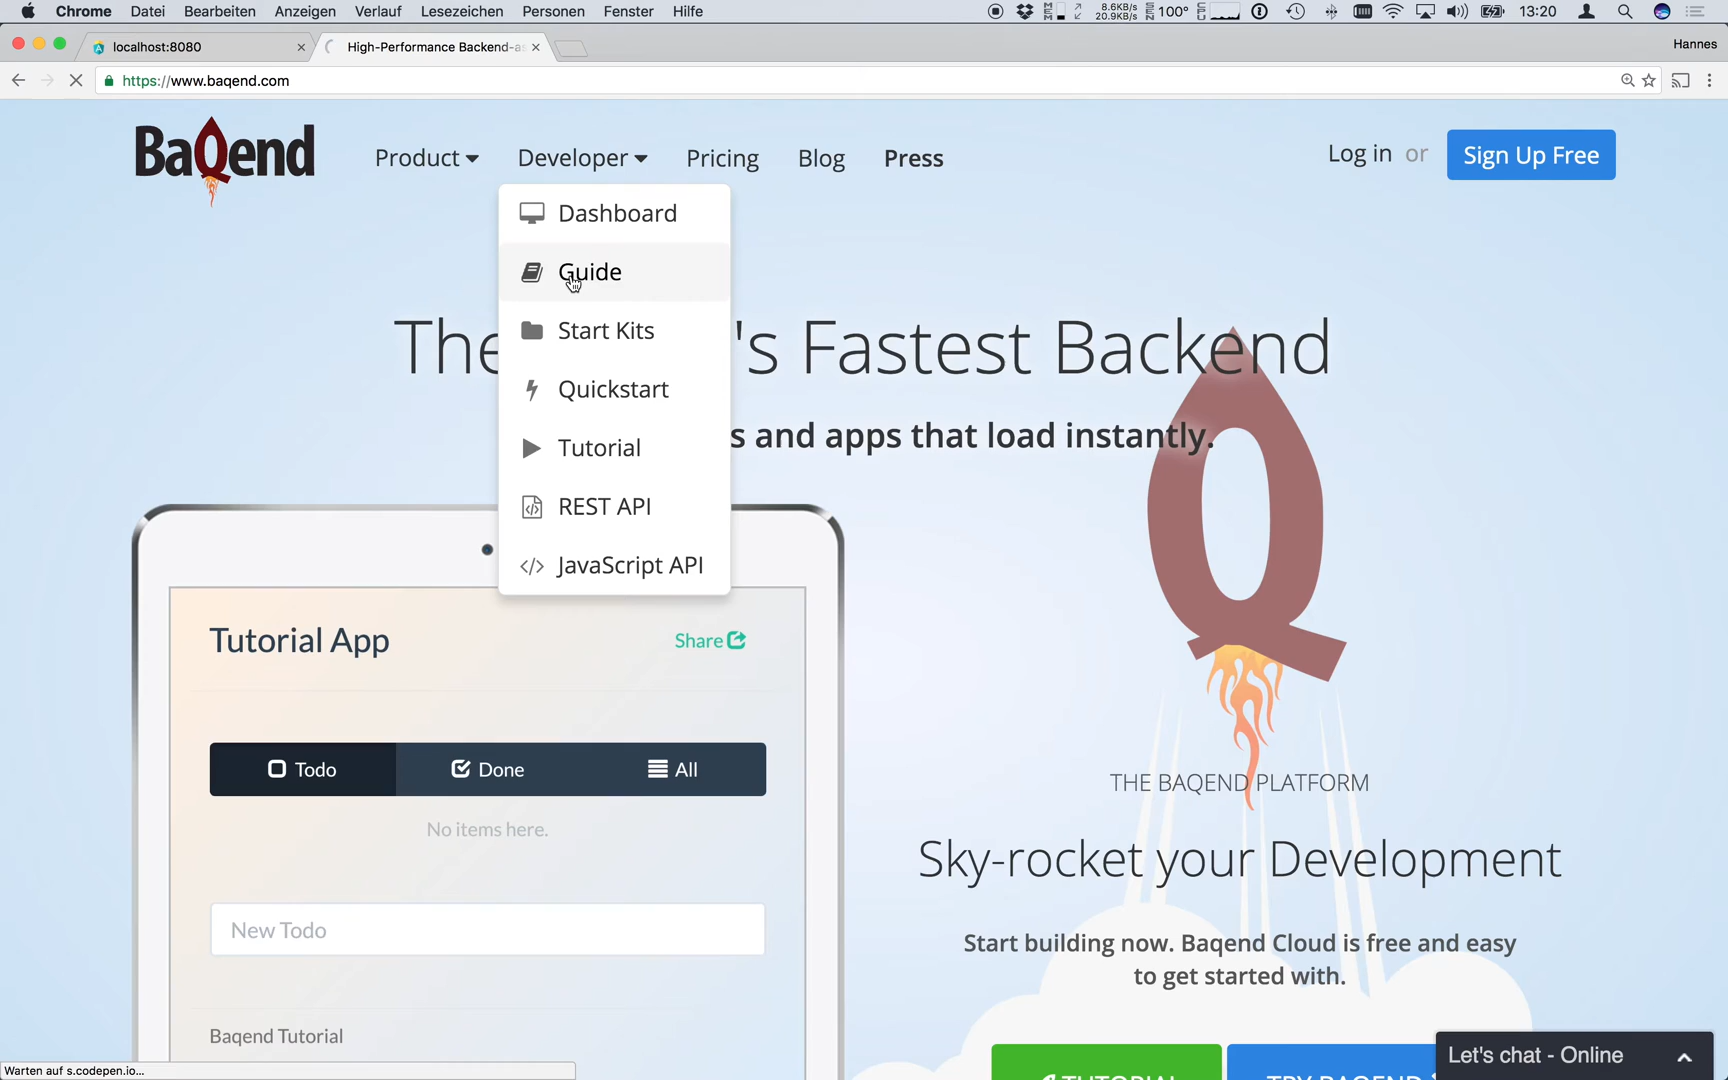 Chrome Datei Bearbeiten Anzeigen Verlauf Lesezeichen Personen Fenster Hilfe
8.6KB/s
20.9KB/s
100°
13:20
localhost:8080
High-Performance Backend-a
Hannes
https://www.baqend.com
BaQend
Product Developer Pricing Blog Press
Log in or Sign Up Free
Dashboard
Guide
Start Kits
Quickstart
Tutorial
REST API
JavaScript API
The 's Fastest Backend
s and apps that load instantly.
Tutorial App
Share
Todo Done All
No items here.
New Todo
Baqend Tutorial
THE BAQEND PLATFORM
Sky-rocket your Development
Start building now. Baqend Cloud is free and easy
to get started with.
TUTORIAL
TRY BAQEND
Let's chat - Online
Warten auf s.codepen.io...